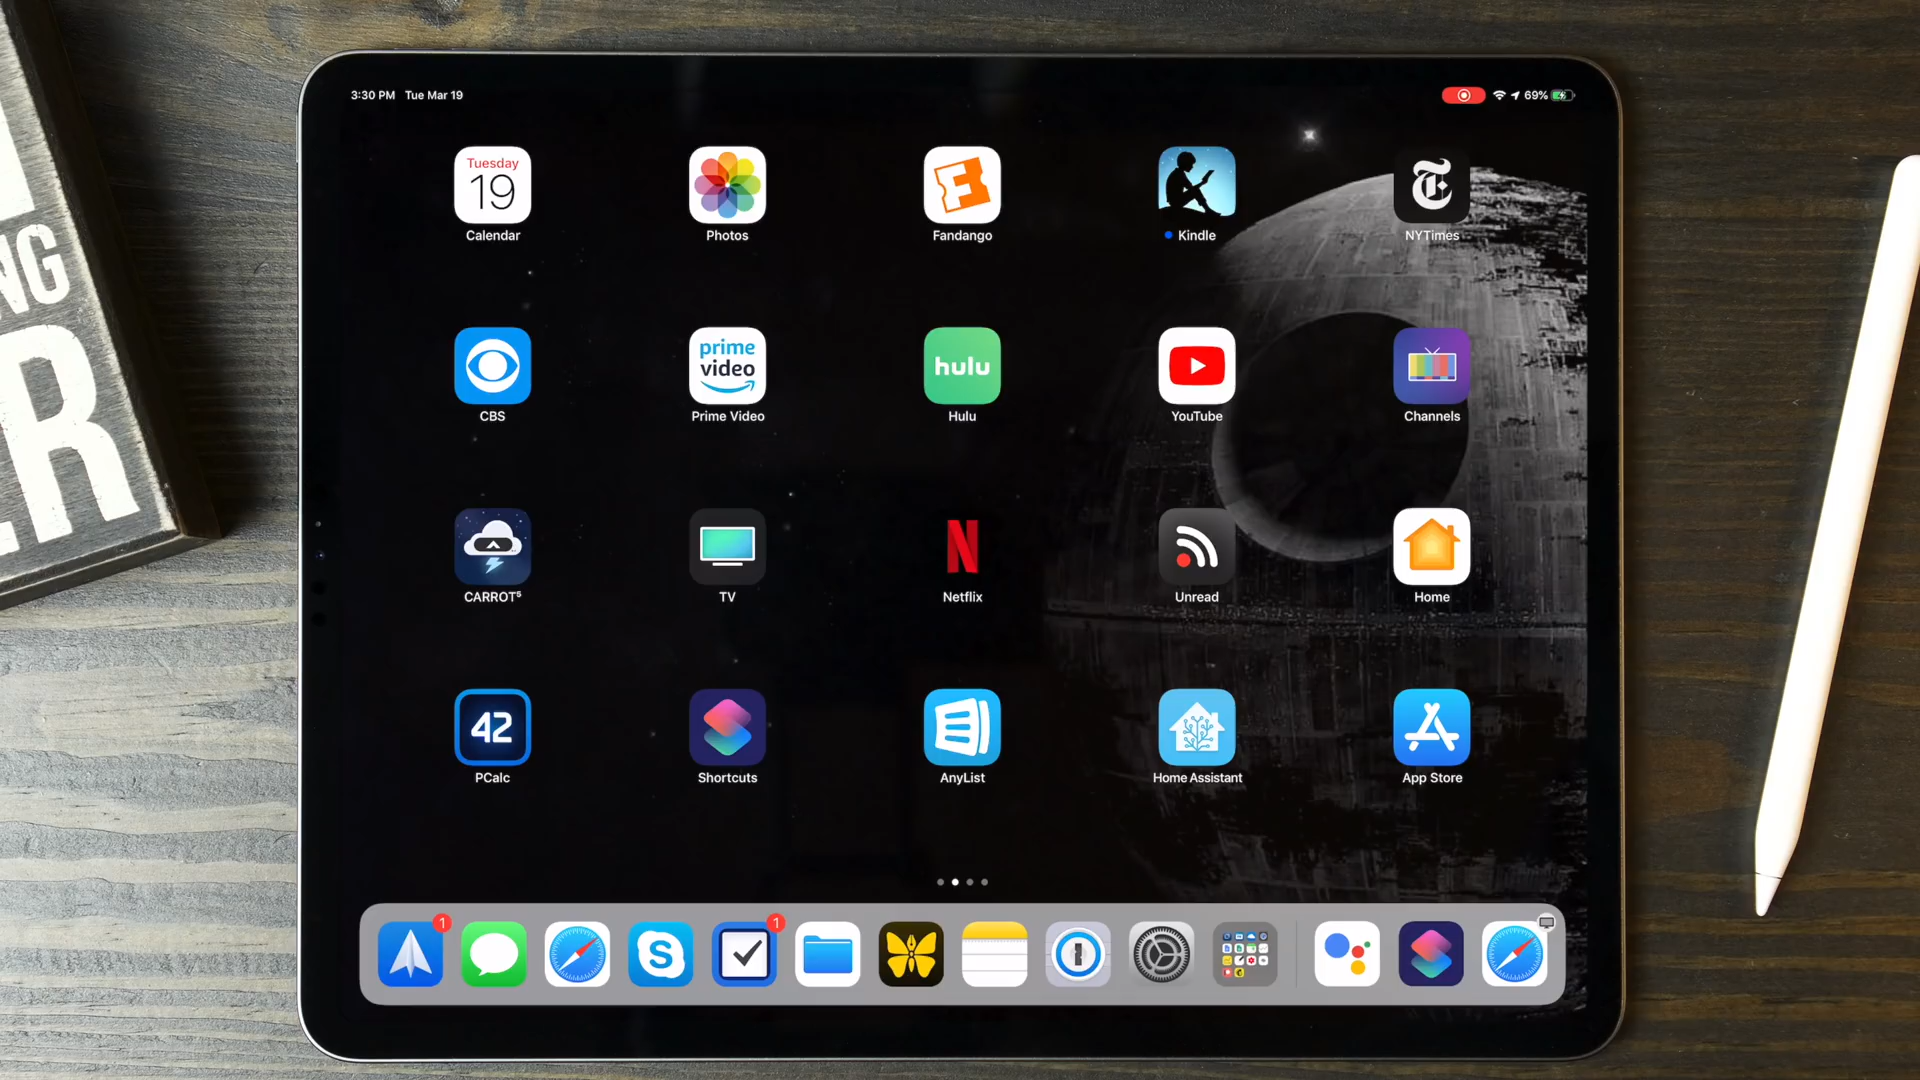 3:30 PM Tue Mar 19
69%
Tuesday
19
Calendar
Photos
Fandango
Kindle
NYTimes
CBS
prime
video
Prime Video
hulu
Hulu
YouTube
Channels
CARROT⁵
TV
N
Netflix
Unread
Home
42
PCalc
Shortcuts
AnyList
Home Assistant
App Store
1
S
1
NG
ER